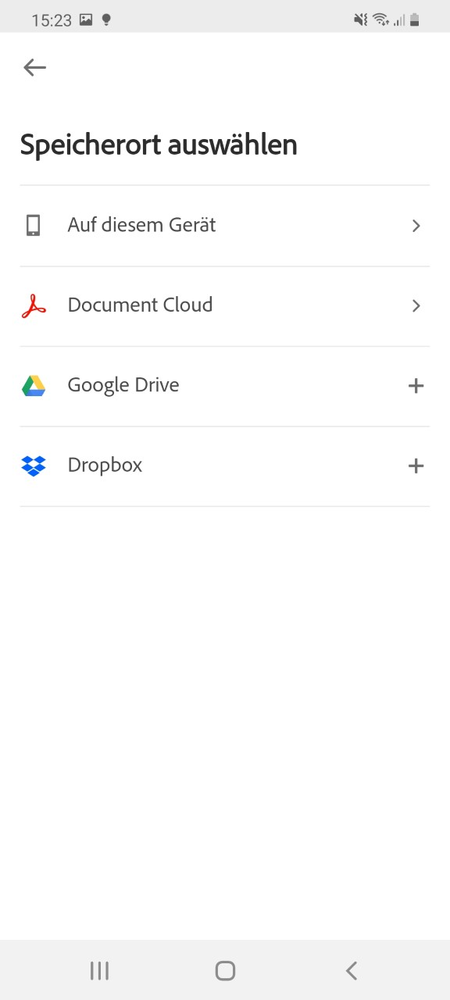 15:23
Speicherort auswählen
Auf diesem Gerät
Document Cloud
Google Drive
Dropbox